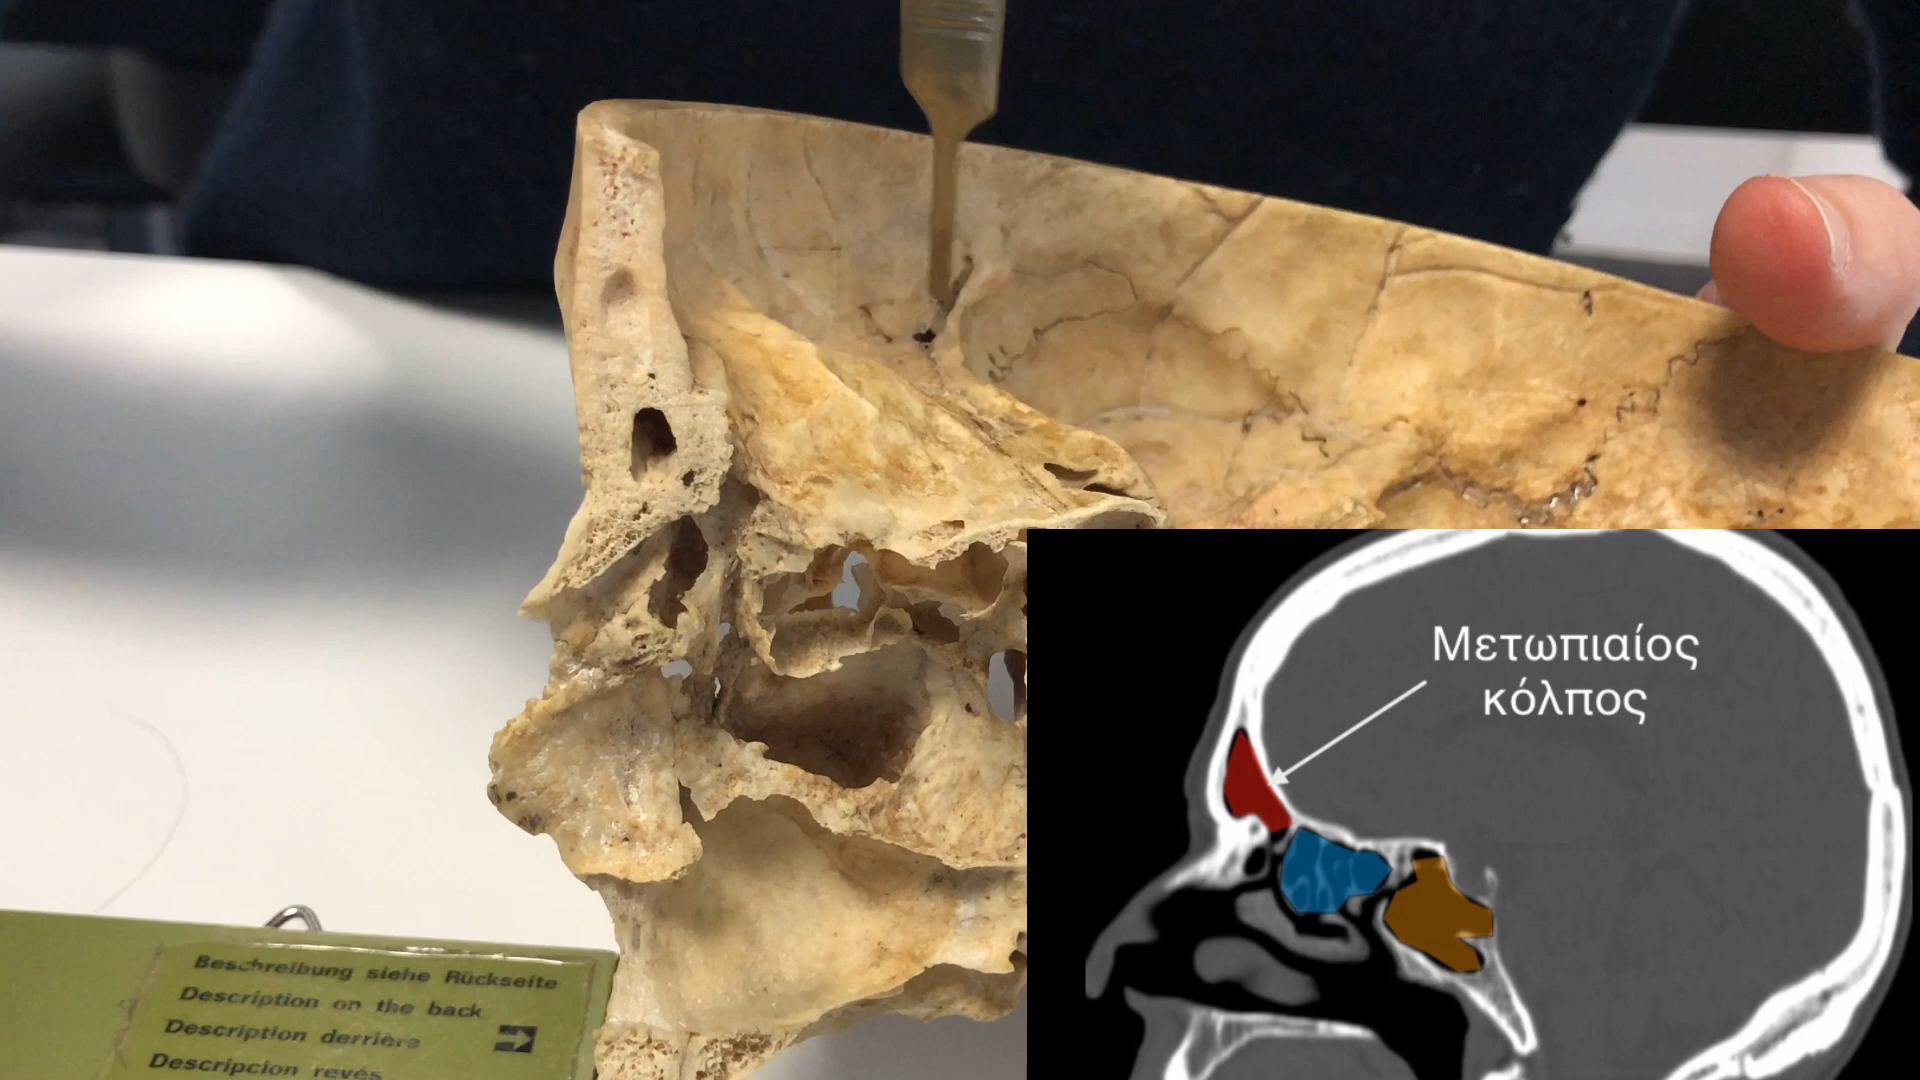 Μετωπιαίος
κόλπος
Beschreibung siehe Rückseite
Description on the back
Description derrière
Descripcion revés